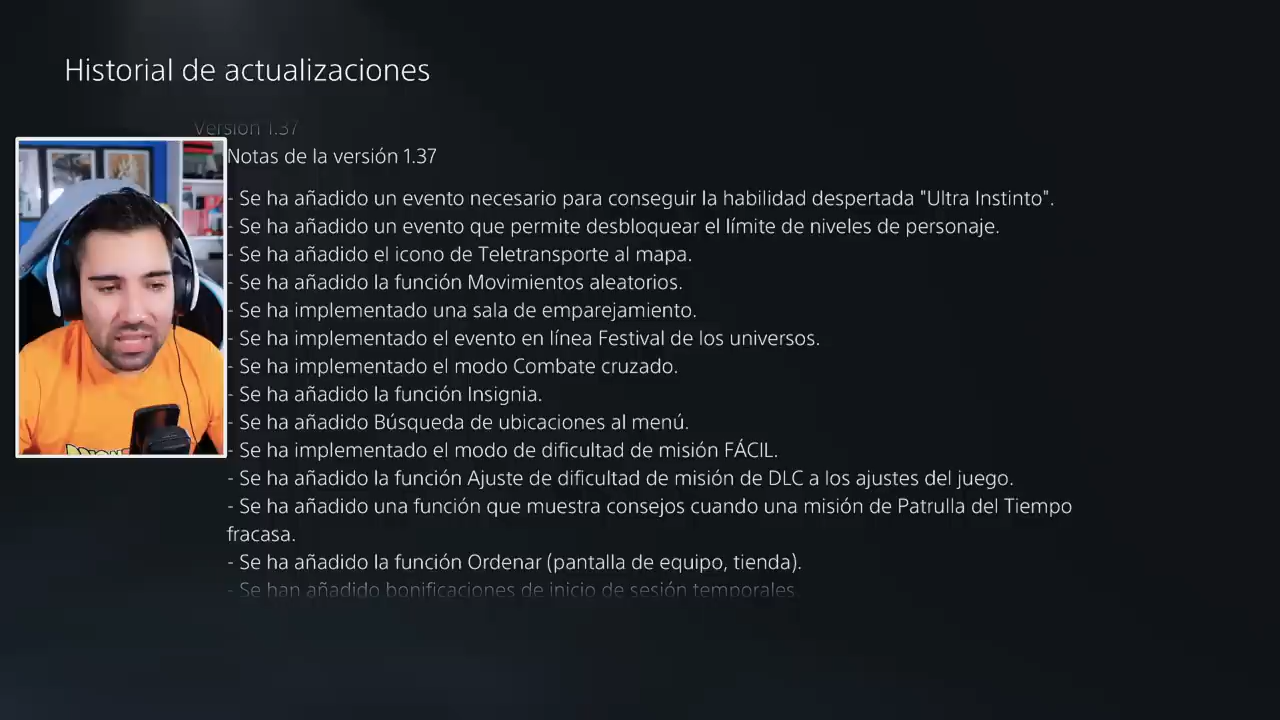 Historial de actualizaciones
Versión 1.37
Notas de la versión 1.37
- Se ha añadido un evento necesario para conseguir la habilidad despertada "Ultra Instinto".
- Se ha añadido un evento que permite desbloquear el límite de niveles de personaje.
- Se ha añadido el icono de Teletransporte al mapa.
- Se ha añadido la función Movimientos aleatorios.
- Se ha implementado una sala de emparejamiento.
- Se ha implementado el evento en línea Festival de los universos.
- Se ha implementado el modo Combate cruzado.
- Se ha añadido la función Insignia.
- Se ha añadido Búsqueda de ubicaciones al menú.
- Se ha implementado el modo de dificultad de misión FÁCIL.
- Se ha añadido la función Ajuste de dificultad de misión de DLC a los ajustes del juego.
- Se ha añadido una función que muestra consejos cuando una misión de Patrulla del Tiempo
fracasa.
- Se ha añadido la función Ordenar (pantalla de equipo, tienda).
- Se han añadido bonificaciones de inicio de sesión temporales.